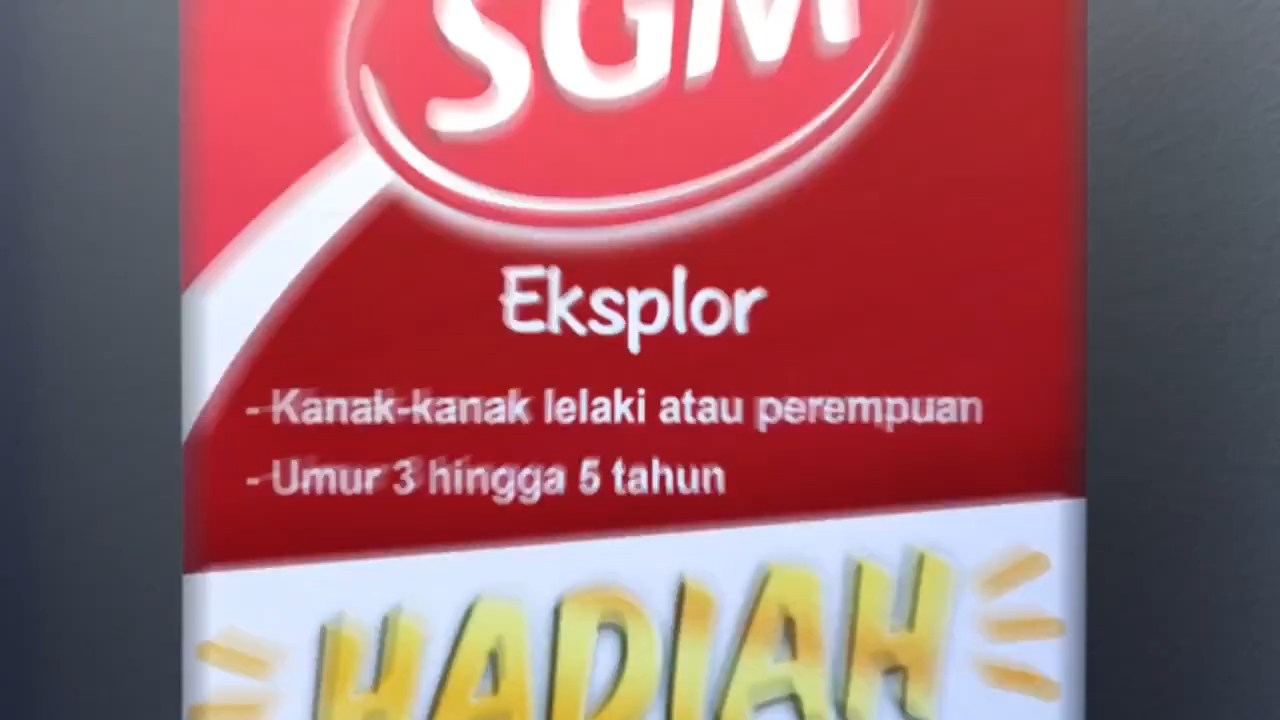 SGM
Eksplor
- Kanak-kanak lelaki atau perempuan
- Umur 3 hingga 5 tahun
HADIAH